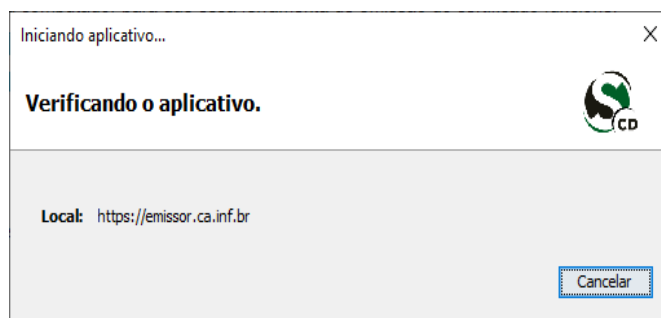 Iniciando aplicativo...
Verificando o aplicativo.
CD
Local: https://emissor.ca.inf.br
Cancelar